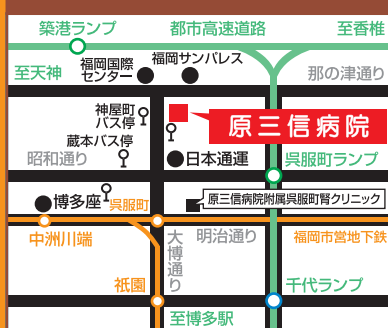 築港ランプ
都市高速道路
至香椎
福岡サンパレス
福岡国際
センター
至天神
那の津通り
神屋町
バス停
原三信病院
蔵本バス停
昭和通り
日本通運
呉服町ランプ
博多座
呉服町
原三信病院附属呉服町腎クリニック
中洲川端
大博通り
明治通り
福岡市営地下鉄
祇園
千代ランプ
至博多駅